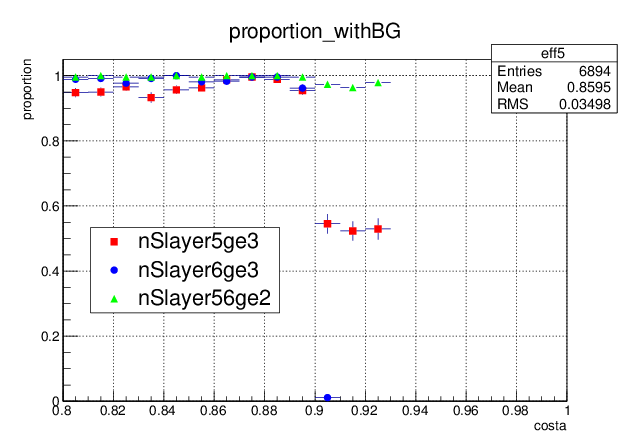 proportion_withBG
eff5
Entries 6894
Mean 0.8595
RMS 0.03498
proportion
1
0.8
0.6
0.4
0.2
0
nSlayer5ge3
nSlayer6ge3
nSlayer56ge2
0.8 0.82 0.84 0.86 0.88 0.9 0.92 0.94 0.96 0.98 1
costa